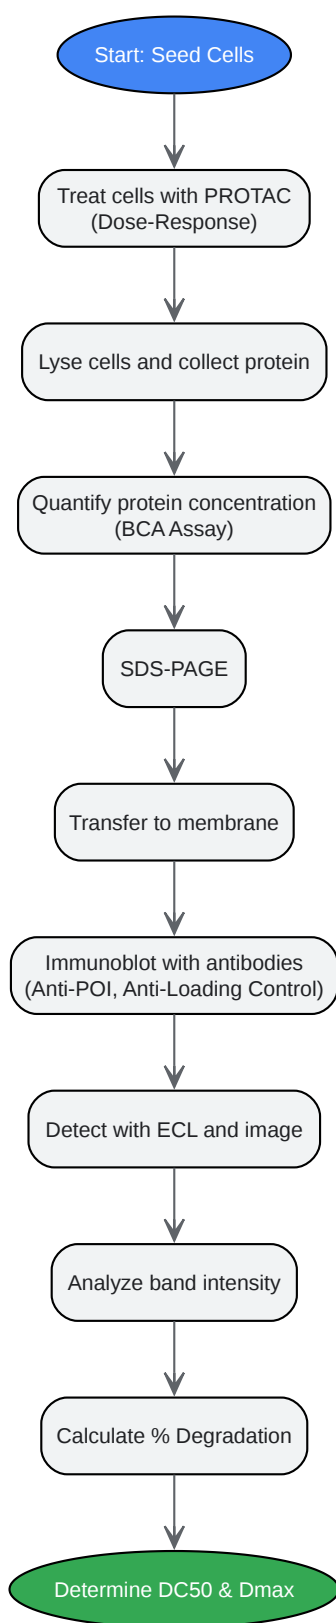 Start: Seed Cells
Treat cells with PROTAC
(Dose-Response)
Lyse cells and collect protein
Quantify protein concentration
(BCA Assay)
SDS-PAGE
Transfer to membrane
Immunoblot with antibodies
(Anti-POI, Anti-Loading Control)
Detect with ECL and image
Analyze band intensity
Calculate % Degradation
Determine DC50 & Dmax